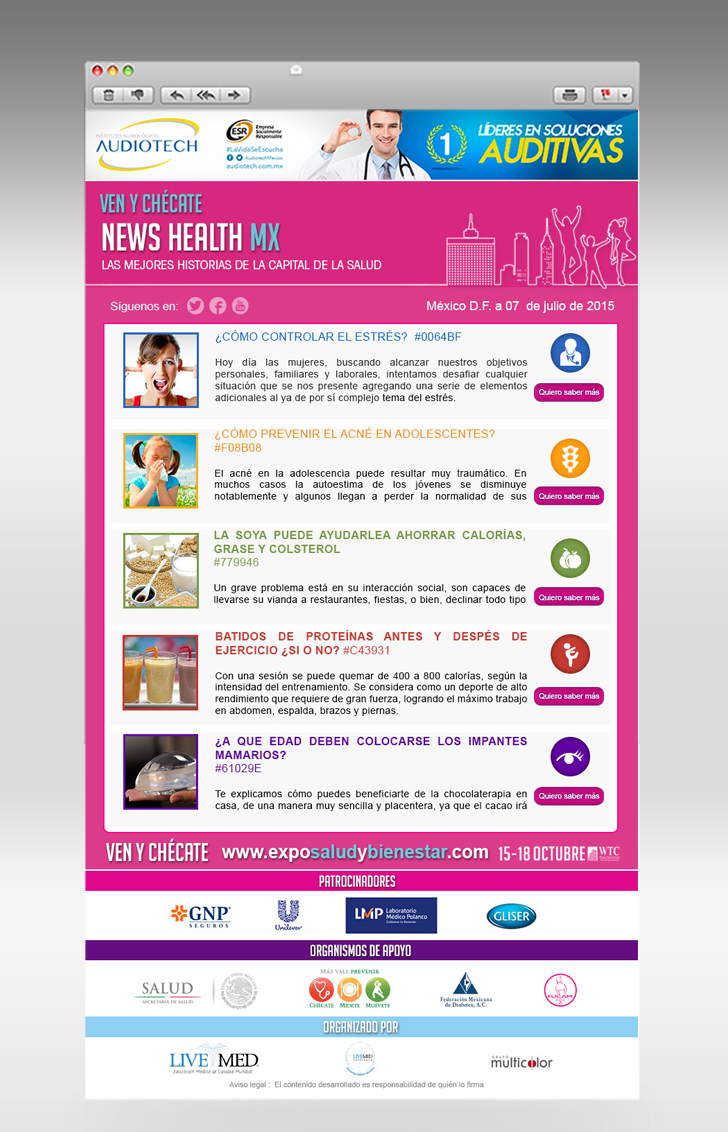 INSTITUTO AUDIOLÓGICO
AUDIOTECH
ESR
Empresa
Socialmente
Responsable
#LaVidaSeEscucha
AudiotechMexico
audiotech.com.mx
1
LÍDERES EN SOLUCIONES
AUDITIVAS
VEN Y CHÉCATE
NEWS HEALTH MX
LAS MEJORES HISTORIAS DE LA CAPITAL DE LA SALUD
Síguenos en:
México D.F. a 07 de julio de 2015
¿CÓMO CONTROLAR EL ESTRÉS? #0064BF
Hoy día las mujeres, buscando alcanzar nuestros objetivos
personales, familiares y laborales, intentamos desafiar cualquier
situación que se nos presente agregando una serie de elementos
adicionales al ya de por sí complejo tema del estrés.
Quiero saber más
¿CÓMO PREVENIR EL ACNÉ EN ADOLESCENTES?
#F08B08
El acné en la adolescencia puede resultar muy traumático. En
muchos casos la autoestima de los jóvenes se disminuye
notablemente y algunos llegan a perder la normalidad de sus
Quiero saber más
LA SOYA PUEDE AYUDARLEA AHORRAR CALORÍAS,
GRASE Y COLSTEROL
#779946
Un grave problema está en su interacción social, son capaces de
llevarse su vianda a restaurantes, fiestas, o bien, declinar todo tipo
Quiero saber más
BATIDOS DE PROTEÍNAS ANTES Y DESPÉS DE
EJERCICIO ¿SI O NO? #C43931
Con una sesión se puede quemar de 400 a 800 calorías, según la
intensidad del entrenamiento. Se considera como un deporte de alto
rendimiento que requiere de gran fuerza, logrando el máximo trabajo
en abdomen, espalda, brazos y piernas.
Quiero saber más
¿A QUE EDAD DEBEN COLOCARSE LOS IMPANTES
MAMARIOS?
#61029E
Te explicamos cómo puedes beneficiarte de la chocolaterapia en
casa, de una manera muy sencilla y placentera, ya que el cacao irá
Quiero saber más
VEN Y CHÉCATE www.exposaludybienestar.com 15-18 OCTUBRE WTC
PATROCINADORES
GNP
SEGUROS
Unilever
LMP Laboratorio
Médico Polanco
GLISER
ORGANISMOS DE APOYO
SALUD
SECRETARÍA DE SALUD
MÁS VALE PREVENIR
CHÉCATE MÍDETE MUÉVETE
Federación Mexicana
de Diabetes, A.C.
FUCAM
ORGANIZADO POR
LIVE MED
Educación Médica de Calidad Mundial
LIVE MED
GRUPO
multicolor
Aviso legal : El contenido desarrollado es responsabilidad de quién lo firma